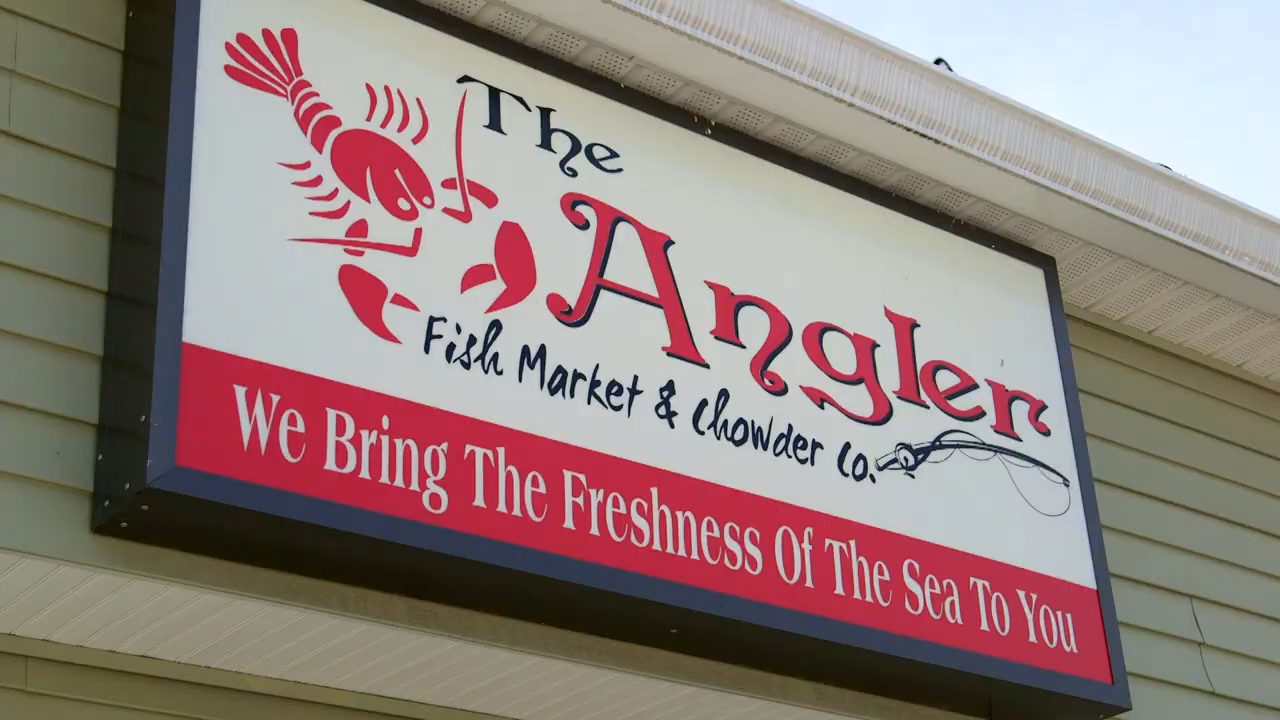 The
Angler
Fish Market & Chowder Co.
We Bring The Freshness Of The Sea To You